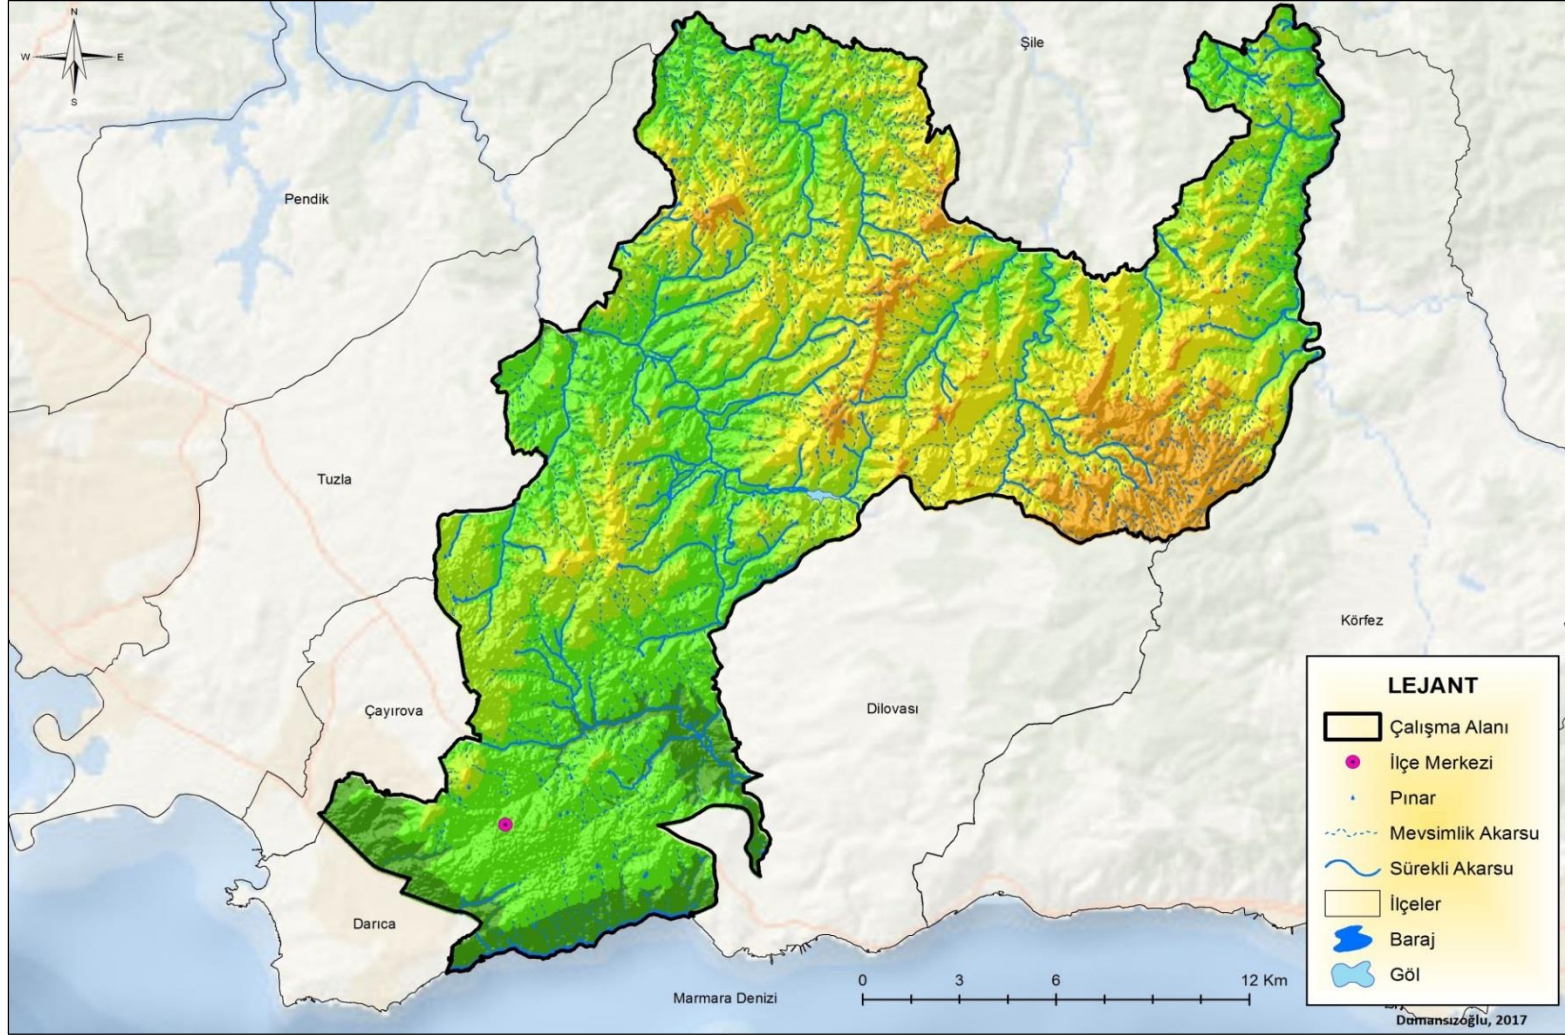 N
W
E
S
Şile
Pendik
Tuzla
Körfez
Çayırova
Dilovası
Darıca
Marmara Denizi
0 3 6 12 Km
LEJANT
Çalışma Alanı
İlçe Merkezi
Pınar
Mevsimlik Akarsu
Sürekli Akarsu
İlçeler
Baraj
Göl
Dumansızoğlu, 2017